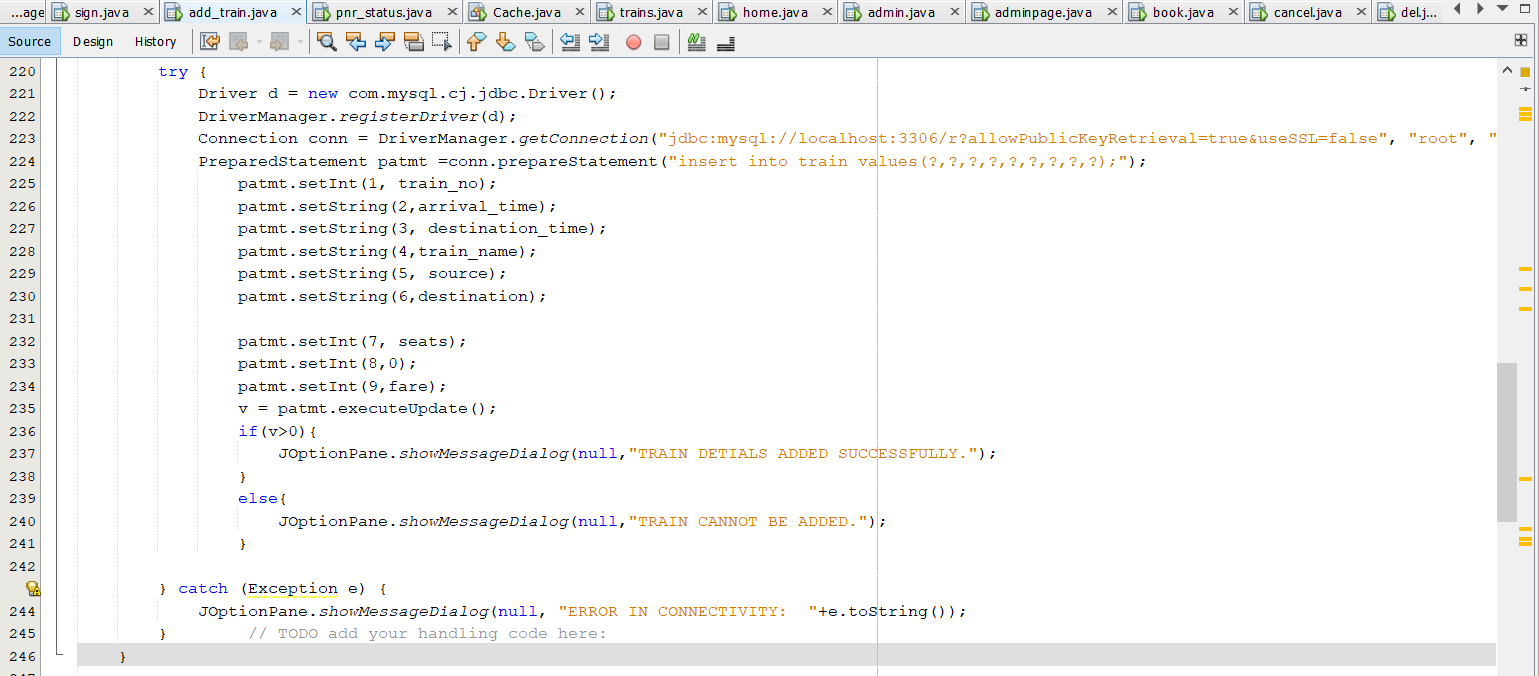 ...age sign.java add_train.java pnr_status.java Cache.java trains.java home.java admin.java adminpage.java book.java cancel.java del.j...
Source Design History
220 try {
221 Driver d = new com.mysql.cj.jdbc.Driver();
222 DriverManager.registerDriver(d);
223 Connection conn = DriverManager.getConnection("jdbc:mysql://localhost:3306/r?allowPublicKeyRetrieval=true&useSSL=false", "root", "
224 PreparedStatement patmt =conn.prepareStatement("insert into train values(?,?,?,?,?,?,?,?,?);");
225 patmt.setInt(1, train_no);
226 patmt.setString(2,arrival_time);
227 patmt.setString(3, destination_time);
228 patmt.setString(4,train_name);
229 patmt.setString(5, source);
230 patmt.setString(6,destination);
231
232 patmt.setInt(7, seats);
233 patmt.setInt(8,0);
234 patmt.setInt(9,fare);
235 v = patmt.executeUpdate();
236 if(v>0){
237 JOptionPane.showMessageDialog(null,"TRAIN DETIALS ADDED SUCCESSFULLY.");
238 }
239 else{
240 JOptionPane.showMessageDialog(null,"TRAIN CANNOT BE ADDED.");
241 }
242
} catch (Exception e) {
244 JOptionPane.showMessageDialog(null, "ERROR IN CONNECTIVITY:  "+e.toString());
245 } // TODO add your handling code here:
246 }